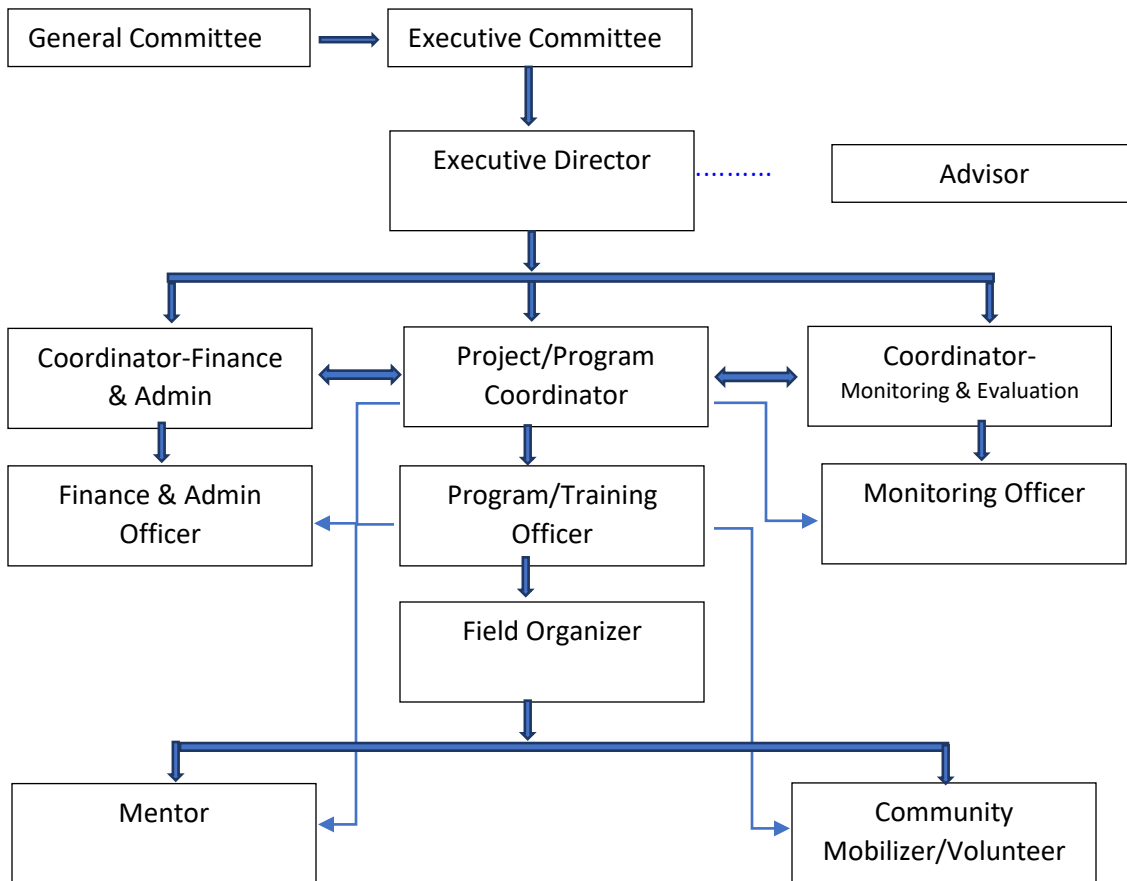 General Committee
Executive Committee
Executive Director
..........
Advisor
Coordinator-Finance
& Admin
Project/Program
Coordinator
Coordinator-
Monitoring & Evaluation
Finance & Admin
Officer
Program/Training
Officer
Monitoring Officer
Field Organizer
Mentor
Community
Mobilizer/Volunteer